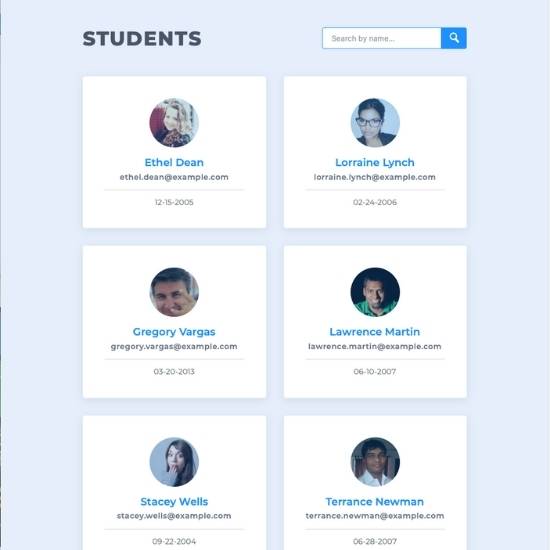 STUDENTS
Search by name...
Ethel Dean
ethel.dean@example.com
12-15-2005
Lorraine Lynch
lorraine.lynch@example.com
02-24-2006
Gregory Vargas
gregory.vargas@example.com
03-20-2013
Lawrence Martin
lawrence.martin@example.com
06-10-2007
Stacey Wells
stacey.wells@example.com
09-22-2004
Terrance Newman
terrance.newman@example.com
06-28-2007